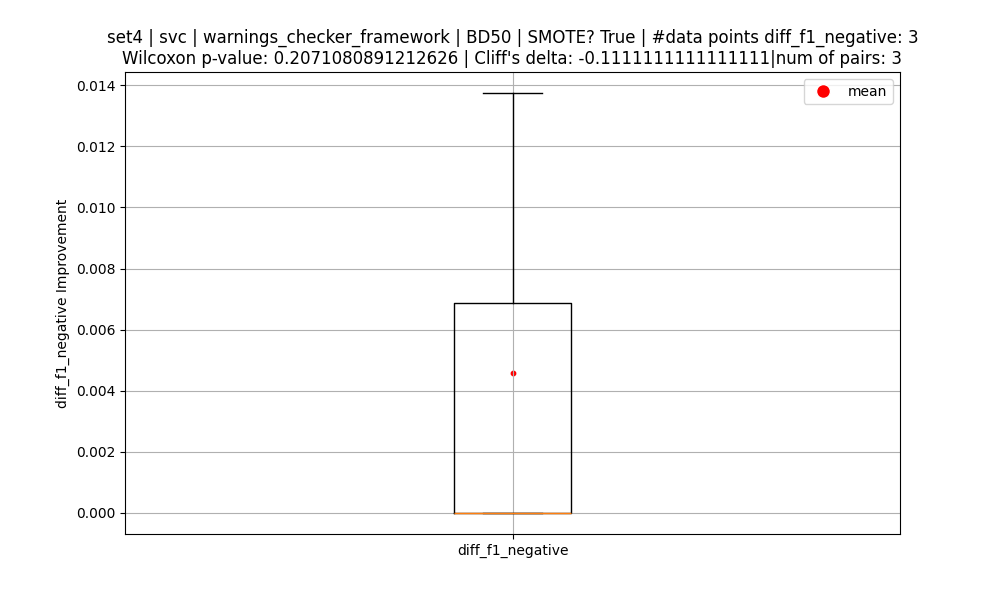 set4 | svc | warnings_checker_framework | BD50 | SMOTE? True | #data points diff_f1_negative: 3
Wilcoxon p-value: 0.2071080891212626 | Cliff's delta: -0.1111111111111111|num of pairs: 3
mean
0.014
0.012
0.010
0.008
0.006
0.004
0.002
0.000
diff_f1_negative Improvement
diff_f1_negative